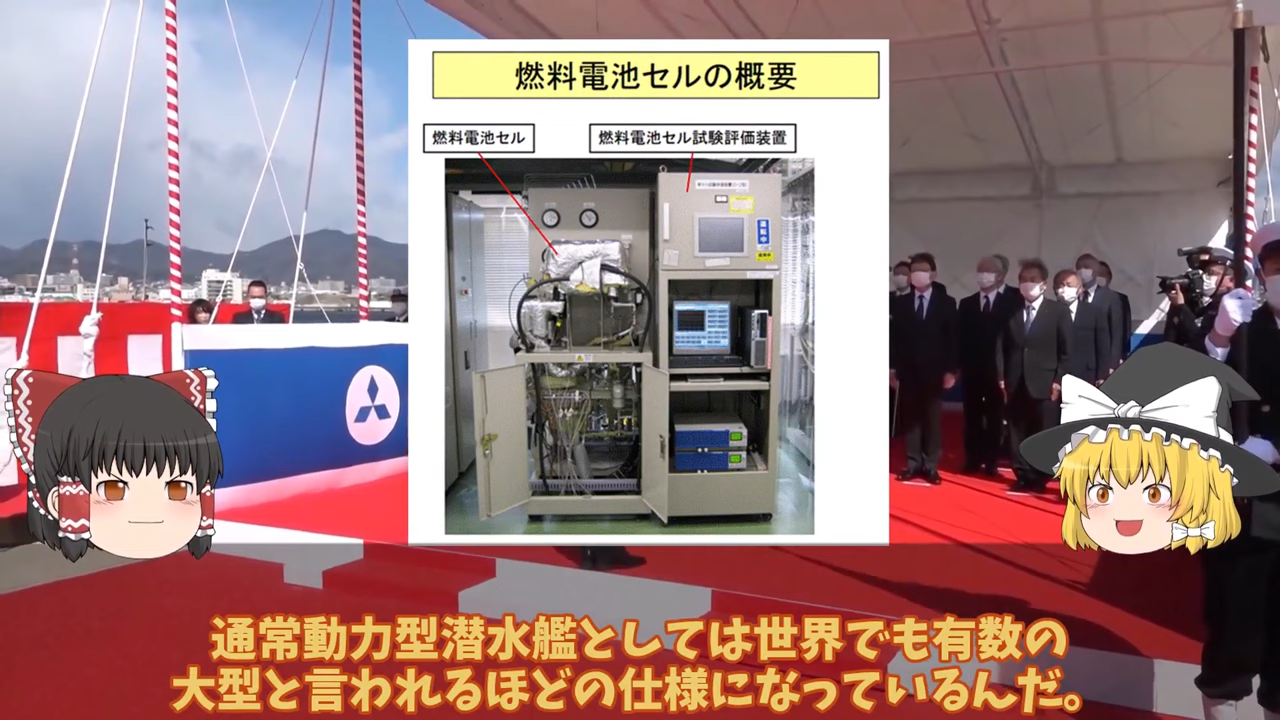 燃料電池セルの概要
燃料電池セル
燃料電池セル試験評価装置
運転中
通常動力型潜水艦としては世界でも有数の
大型と言われるほどの仕様になっているんだ。